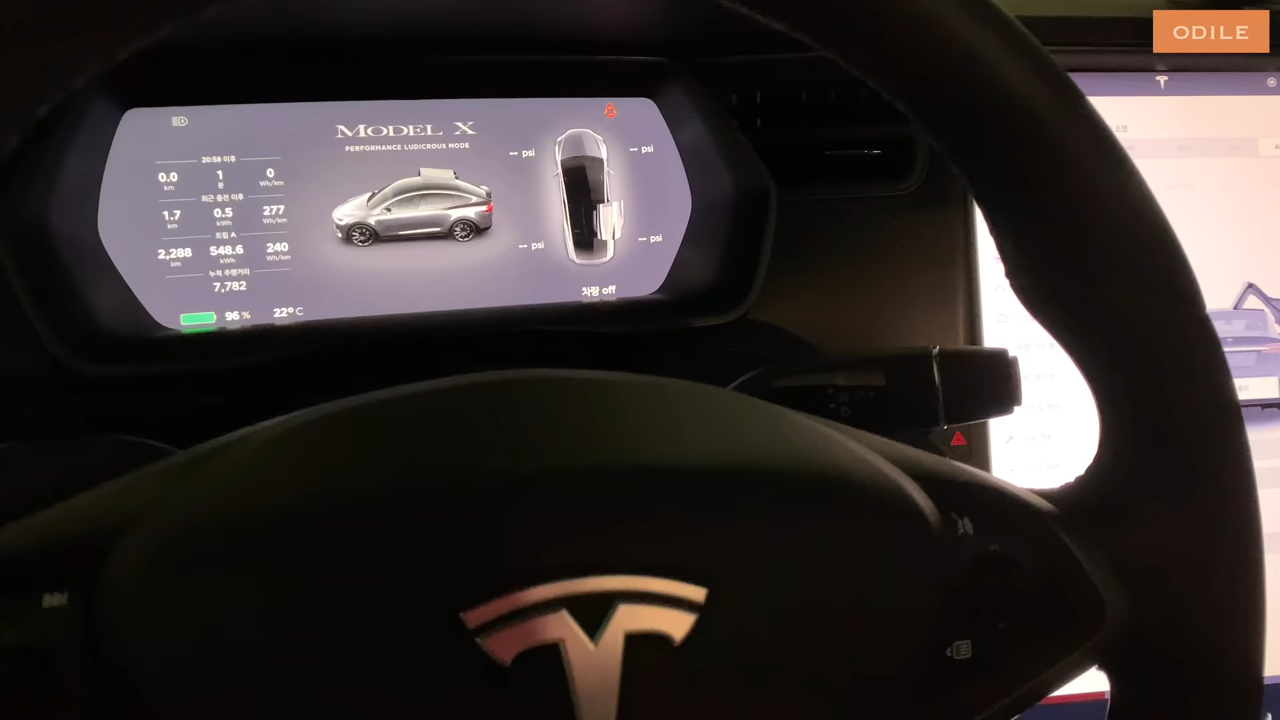 ODILE
MODEL X
PERFORMANCE LUDICROUS MODE
20:58 이후
0.0 1 0
km 분 Wh/km
최근 충전 이후
1.7 0.5 277
km kWh Wh/km
트립 A
2,288 548.6 240
km kWh Wh/km
누적 주행거리
7,782
96 % 22° C
-- psi -- psi
-- psi -- psi
차량 off